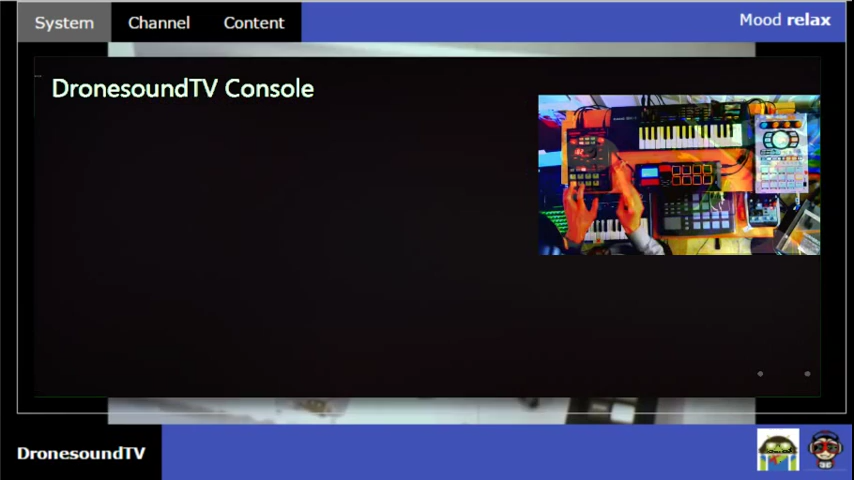 System Channel Content
Mood relax
DronesoundTV Console
DronesoundTV